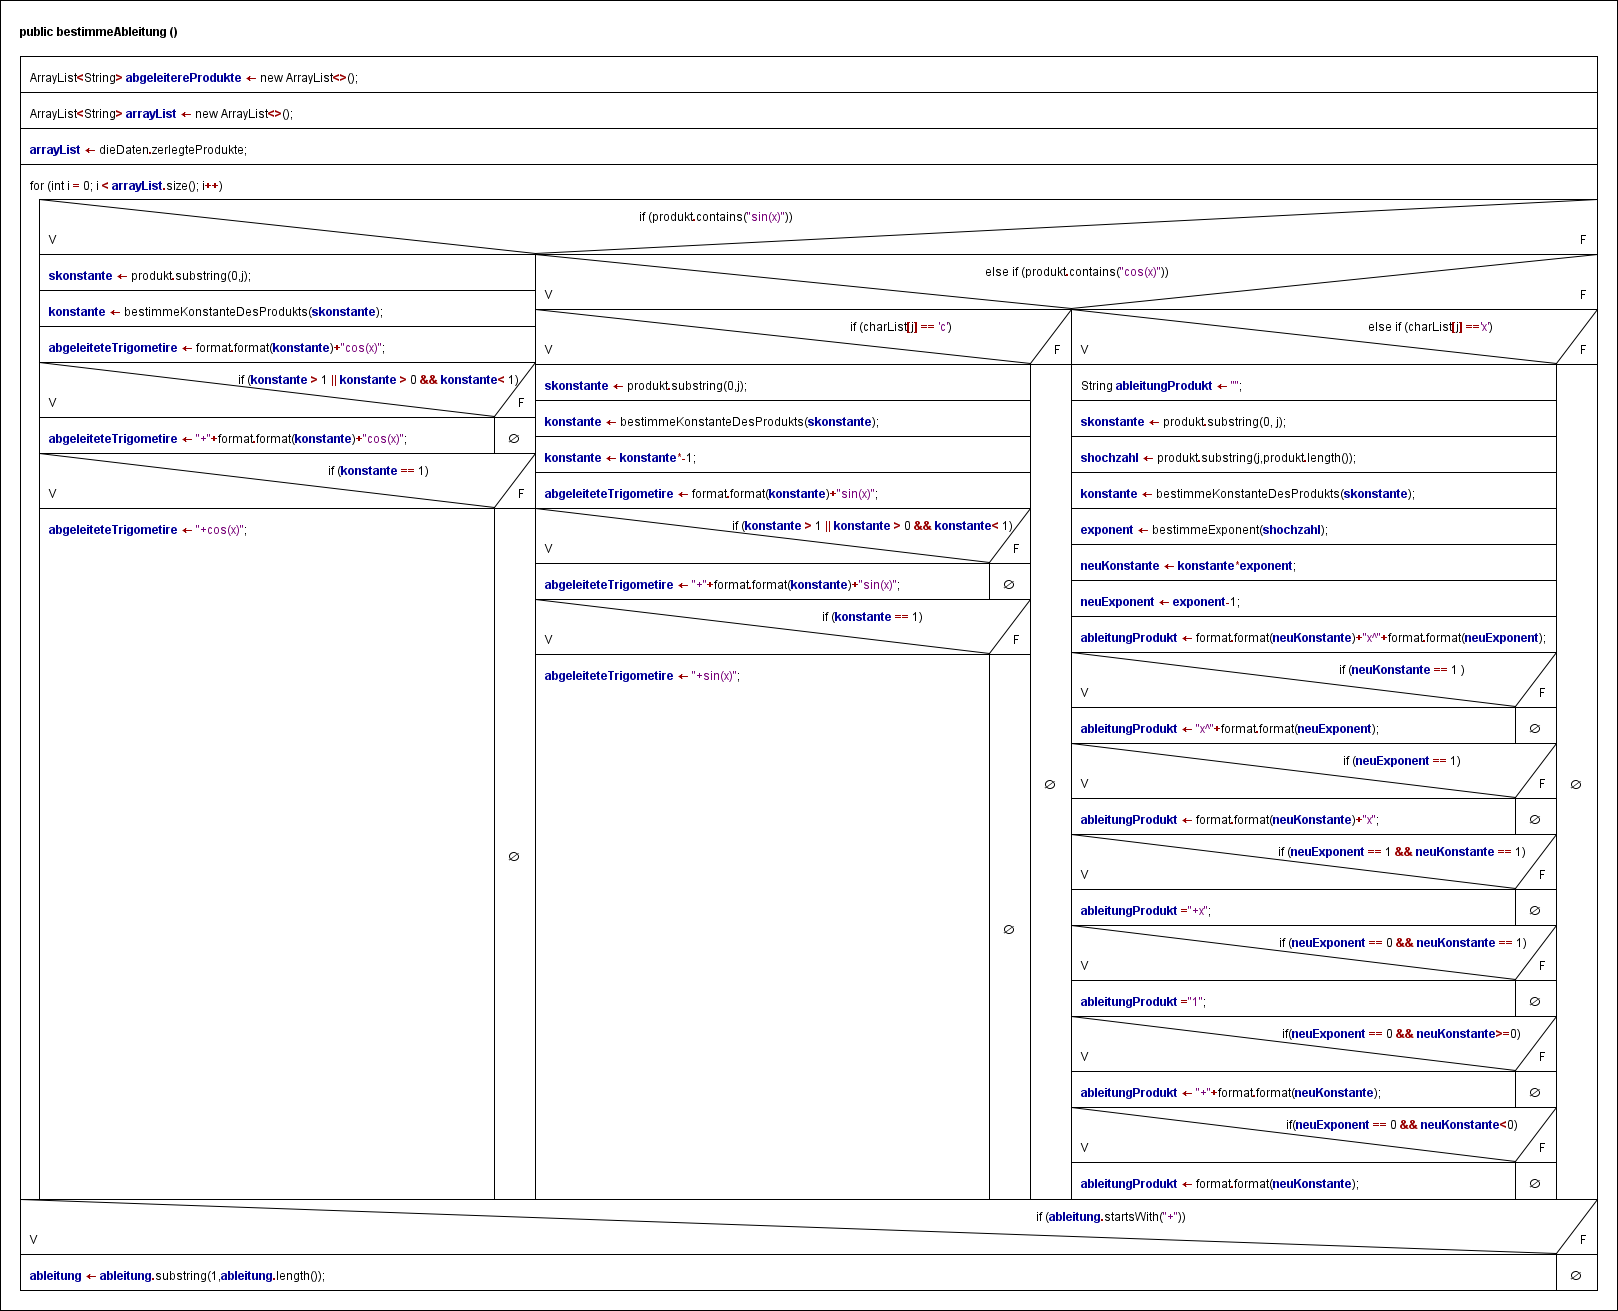 public bestimmeAbleitung ()
ArrayList<String> abgeleitereProdukte ← new ArrayList<>();
ArrayList<String> arrayList ← new ArrayList<>();
arrayList ← dieDaten.zerlegteProdukte;
for (int i = 0; i < arrayList.size(); i++)
if (produkt.contains("sin(x)"))
V
F
skonstante ← produkt.substring(0,j);
konstante ← bestimmeKonstanteDesProdukts(skonstante);
abgeleiteteTrigometire ← format.format(konstante)+"cos(x)";
if (konstante > 1 || konstante > 0 && konstante< 1)
V
F
abgeleiteteTrigometire ← "+"+format.format(konstante)+"cos(x)";
∅
if (konstante == 1)
V
F
abgeleiteteTrigometire ← "+cos(x)";
∅
else if (produkt.contains("cos(x)"))
V
F
if (charList[j] == 'c')
V
F
skonstante ← produkt.substring(0,j);
konstante ← bestimmeKonstanteDesProdukts(skonstante);
konstante ← konstante*-1;
abgeleiteteTrigometire ← format.format(konstante)+"sin(x)";
if (konstante > 1 || konstante > 0 && konstante< 1)
V
F
abgeleiteteTrigometire ← "+"+format.format(konstante)+"sin(x)";
∅
if (konstante == 1)
V
F
abgeleiteteTrigometire ← "+sin(x)";
∅
∅
else if (charList[j] =='x')
V
F
String ableitungProdukt ← "";
skonstante ← produkt.substring(0, j);
shochzahl ← produkt.substring(j,produkt.length());
konstante ← bestimmeKonstanteDesProdukts(skonstante);
exponent ← bestimmeExponent(shochzahl);
neuKonstante ← konstante*exponent;
neuExponent ← exponent-1;
ableitungProdukt ← format.format(neuKonstante)+"x^"+format.format(neuExponent);
if (neuKonstante == 1 )
V
F
ableitungProdukt ← "x^"+format.format(neuExponent);
∅
if (neuExponent == 1)
V
F
ableitungProdukt ← format.format(neuKonstante)+"x";
∅
if (neuExponent == 1 && neuKonstante == 1)
V
F
ableitungProdukt ="+x";
∅
if (neuExponent == 0 && neuKonstante == 1)
V
F
ableitungProdukt ="1";
∅
if(neuExponent == 0 && neuKonstante>=0)
V
F
ableitungProdukt ← "+"+format.format(neuKonstante);
∅
if(neuExponent == 0 && neuKonstante<0)
V
F
ableitungProdukt ← format.format(neuKonstante);
∅
∅
if (ableitung.startsWith("+"))
V
F
ableitung ← ableitung.substring(1,ableitung.length());
∅